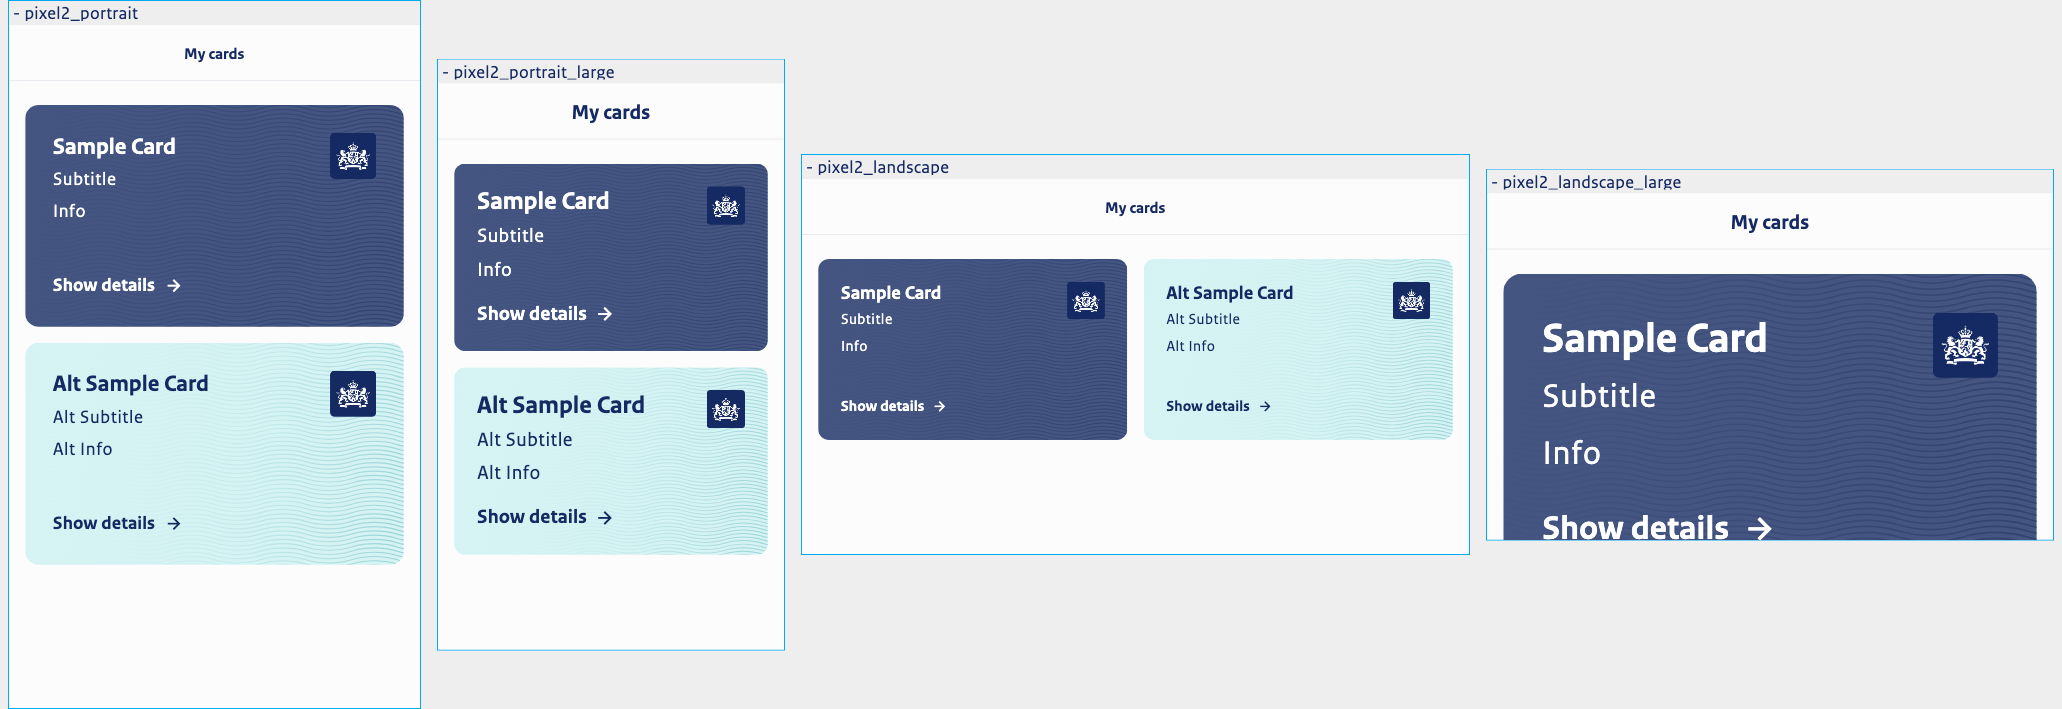 - pixel2_portrait
My cards
Sample Card
Subtitle
Info
Show details →
Alt Sample Card
Alt Subtitle
Alt Info
Show details →
- pixel2_portrait_large
My cards
Sample Card
Subtitle
Info
Show details →
Alt Sample Card
Alt Subtitle
Alt Info
Show details →
- pixel2_landscape
My cards
Sample Card
Subtitle
Info
Show details →
Alt Sample Card
Alt Subtitle
Alt Info
Show details →
- pixel2_landscape_large
My cards
Sample Card
Subtitle
Info
Show details →